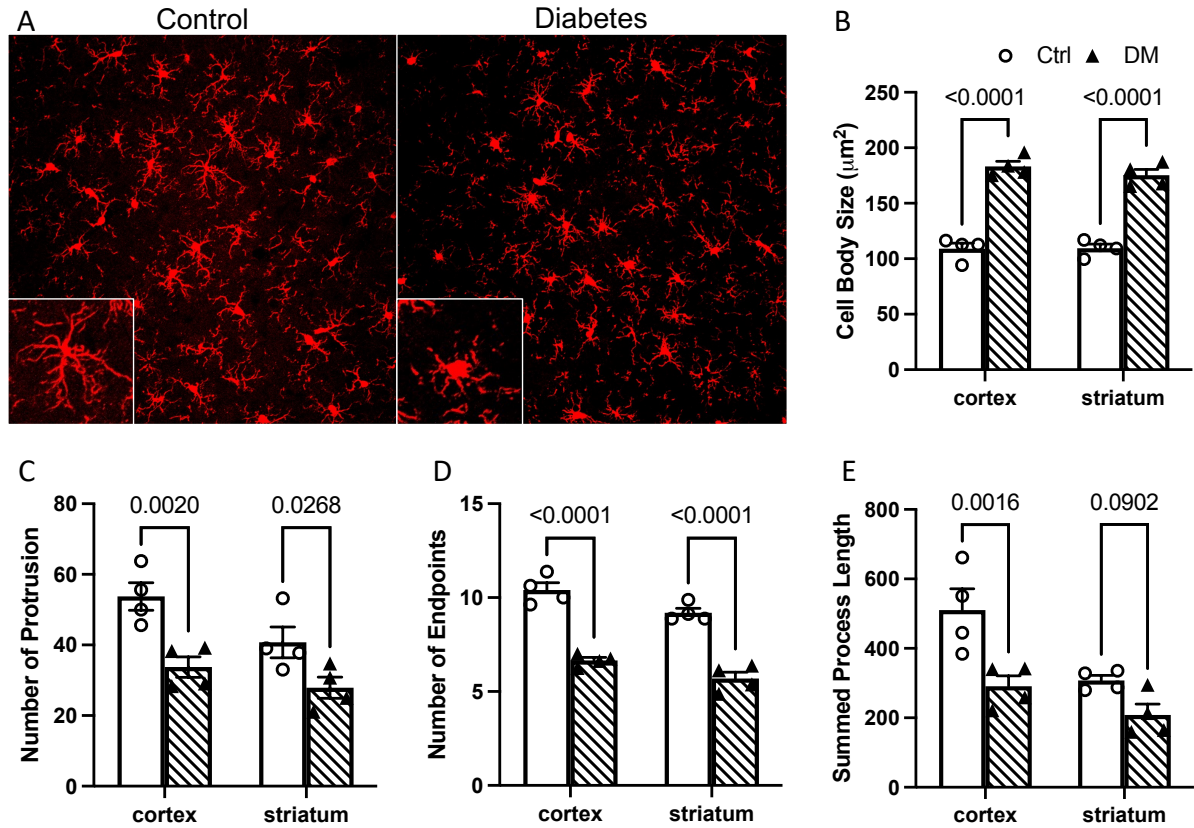 A
Control
Diabetes
B
Ctrl
DM
Cell Body Size (μm²)
250
200
150
100
50
0
<0.0001
<0.0001
cortex
striatum
C
Number of Protrusion
80
60
40
20
0
0.0020
0.0268
cortex
striatum
D
Number of Endpoints
15
10
5
0
<0.0001
<0.0001
cortex
striatum
E
Summed Process Length
800
600
400
200
0
0.0016
0.0902
cortex
striatum